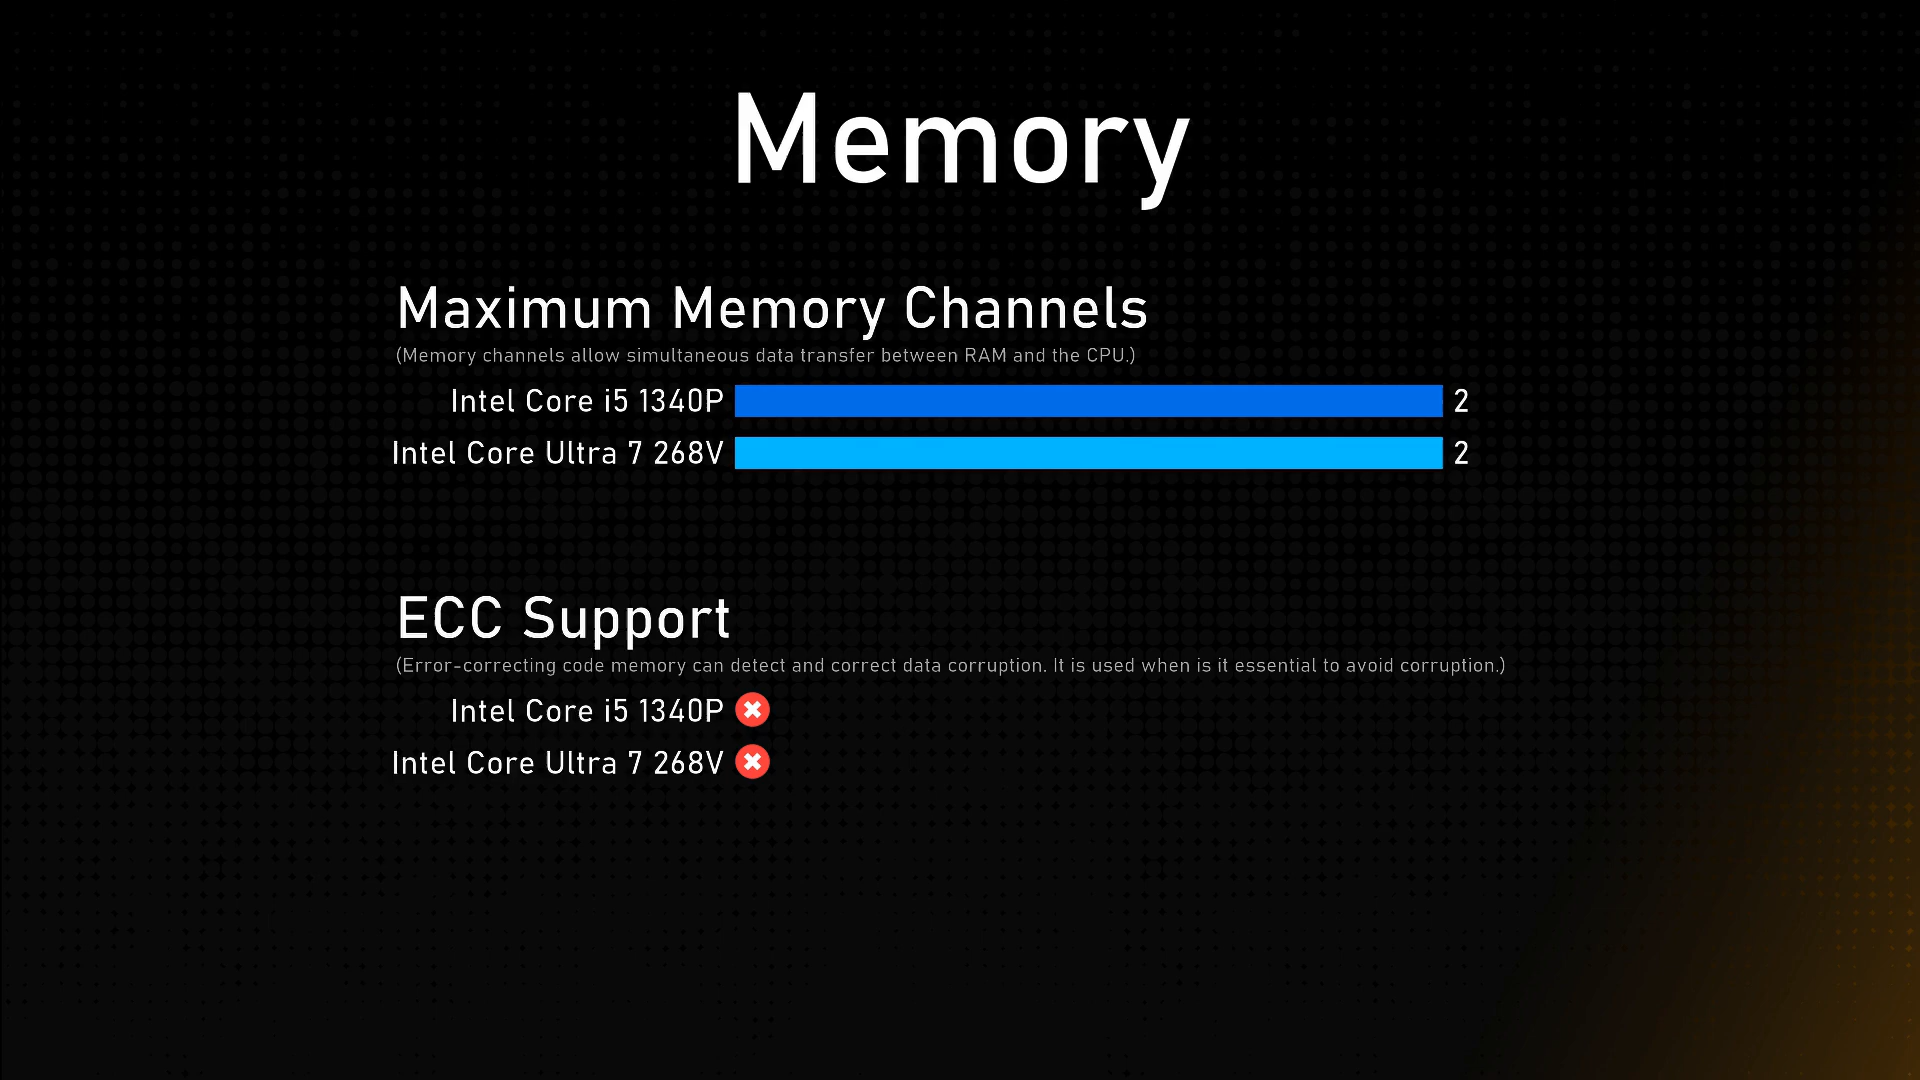 Memory
Maximum Memory Channels
(Memory channels allow simultaneous data transfer between RAM and the CPU.)
Intel Core i5 1340P 2
Intel Core Ultra 7 268V 2
ECC Support
(Error-correcting code memory can detect and correct data corruption. It is used when is it essential to avoid corruption.)
Intel Core i5 1340P
Intel Core Ultra 7 268V